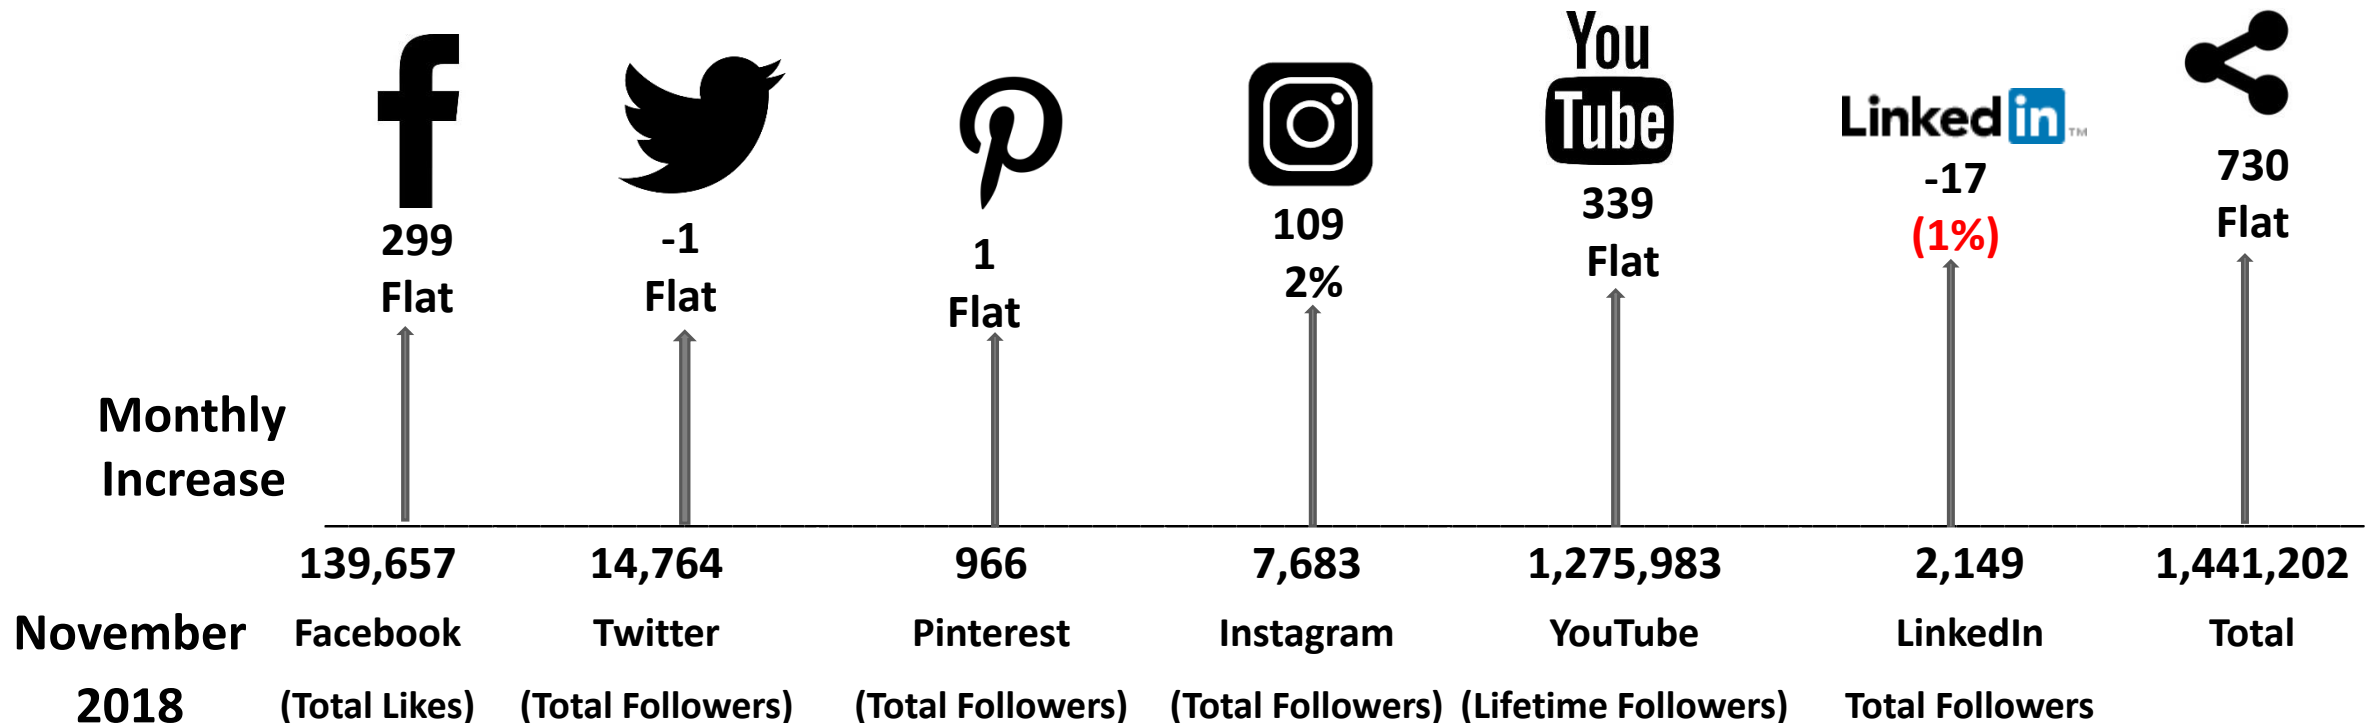 You
Tube
Linked in TM
299
Flat
-1
Flat
1
Flat
109
2%
339
Flat
-17
(1%)
730
Flat
Monthly
Increase
139,657 14,764 966 7,683 1,275,983 2,149 1,441,202
November Facebook Twitter Pinterest Instagram YouTube LinkedIn Total
2018 (Total Likes) (Total Followers) (Total Followers) (Total Followers) (Lifetime Followers) Total Followers